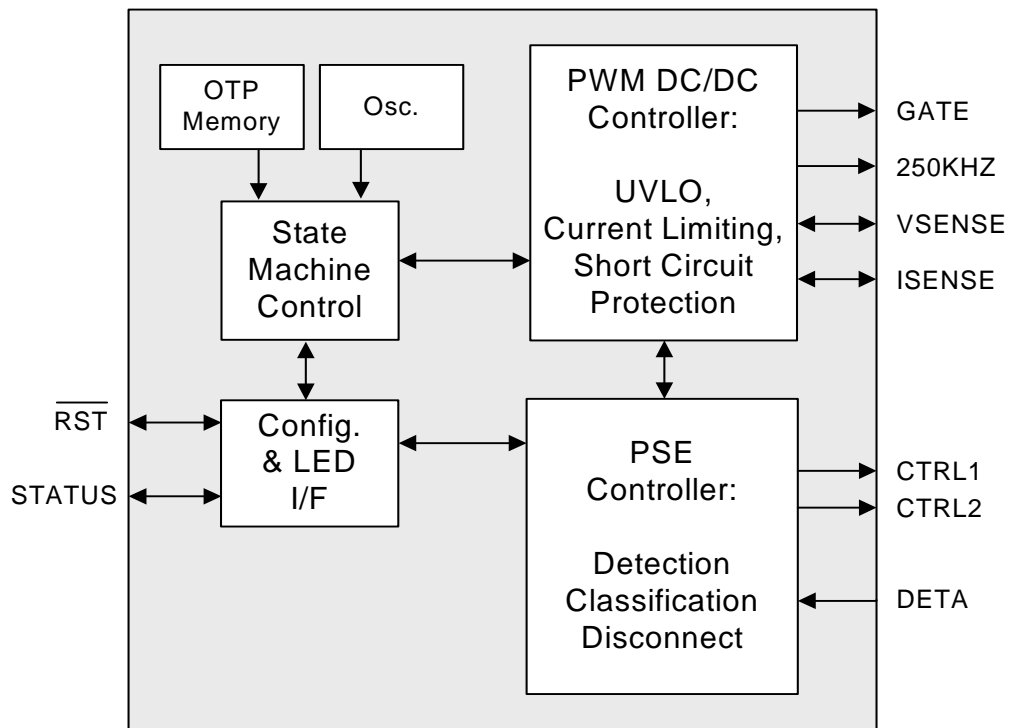 OTP
Memory
Osc.
State
Machine
Control
PWM DC/DC
Controller:
UVLO,
Current Limiting,
Short Circuit
Protection
GATE
250KHZ
VSENSE
ISENSE
RST
STATUS
Config.
& LED
I/F
PSE
Controller:
Detection
Classification
Disconnect
CTRL1
CTRL2
DETA